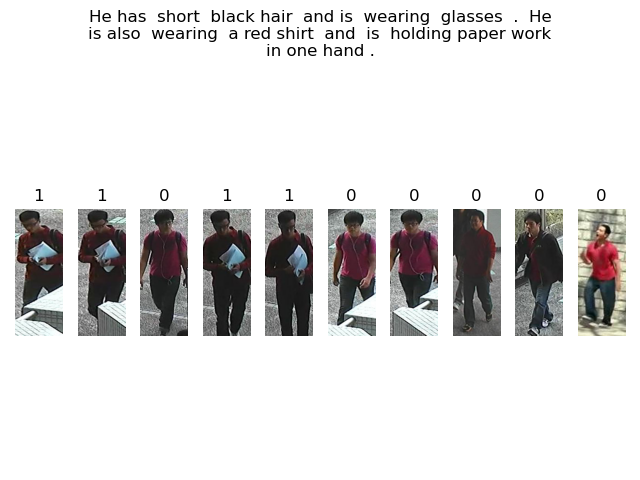 He has  short  black hair  and is  wearing  glasses  .  He
is also  wearing  a red shirt  and  is  holding paper work
in one hand .
1 1 0 1 1 0 0 0 0 0